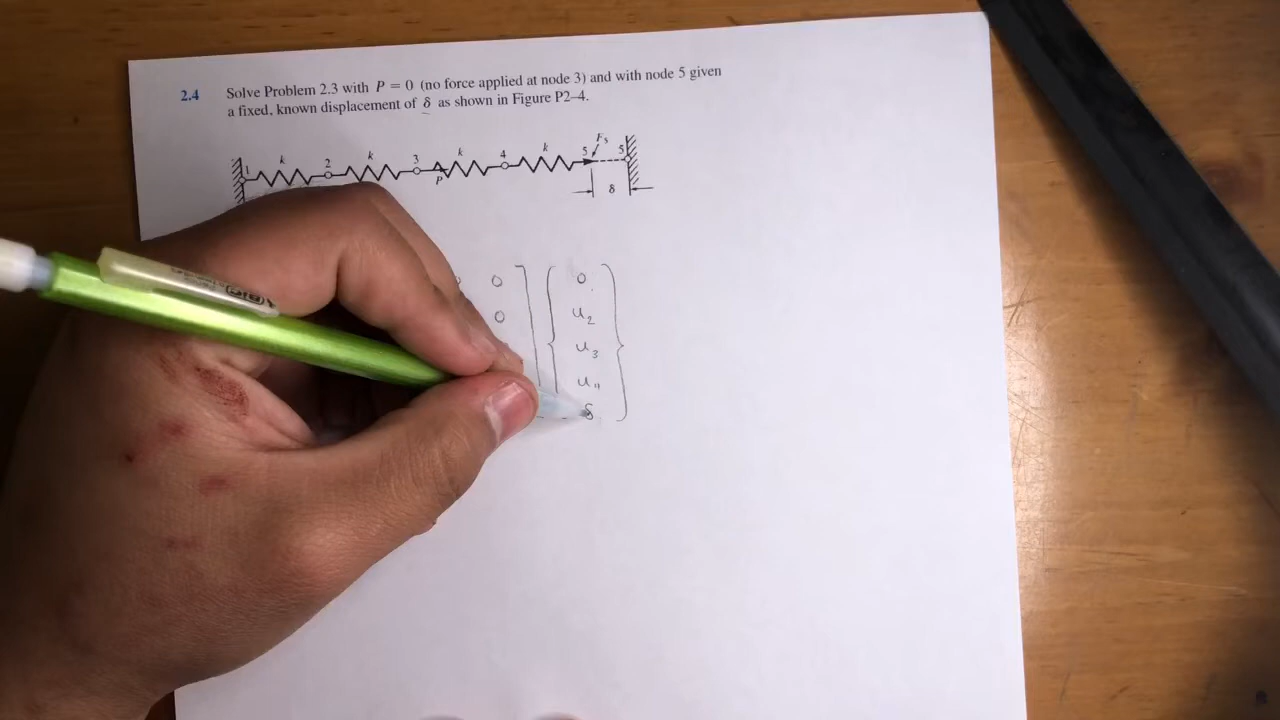 2.4 Solve Problem 2.3 with P = 0 (no force applied at node 3) and with node 5 given
a fixed, known displacement of δ as shown in Figure P2–4.
k k k k
1 2 3 4 5 F₅ 5
P
δ
0 0.
0 u₂
u₃
u₄
δ